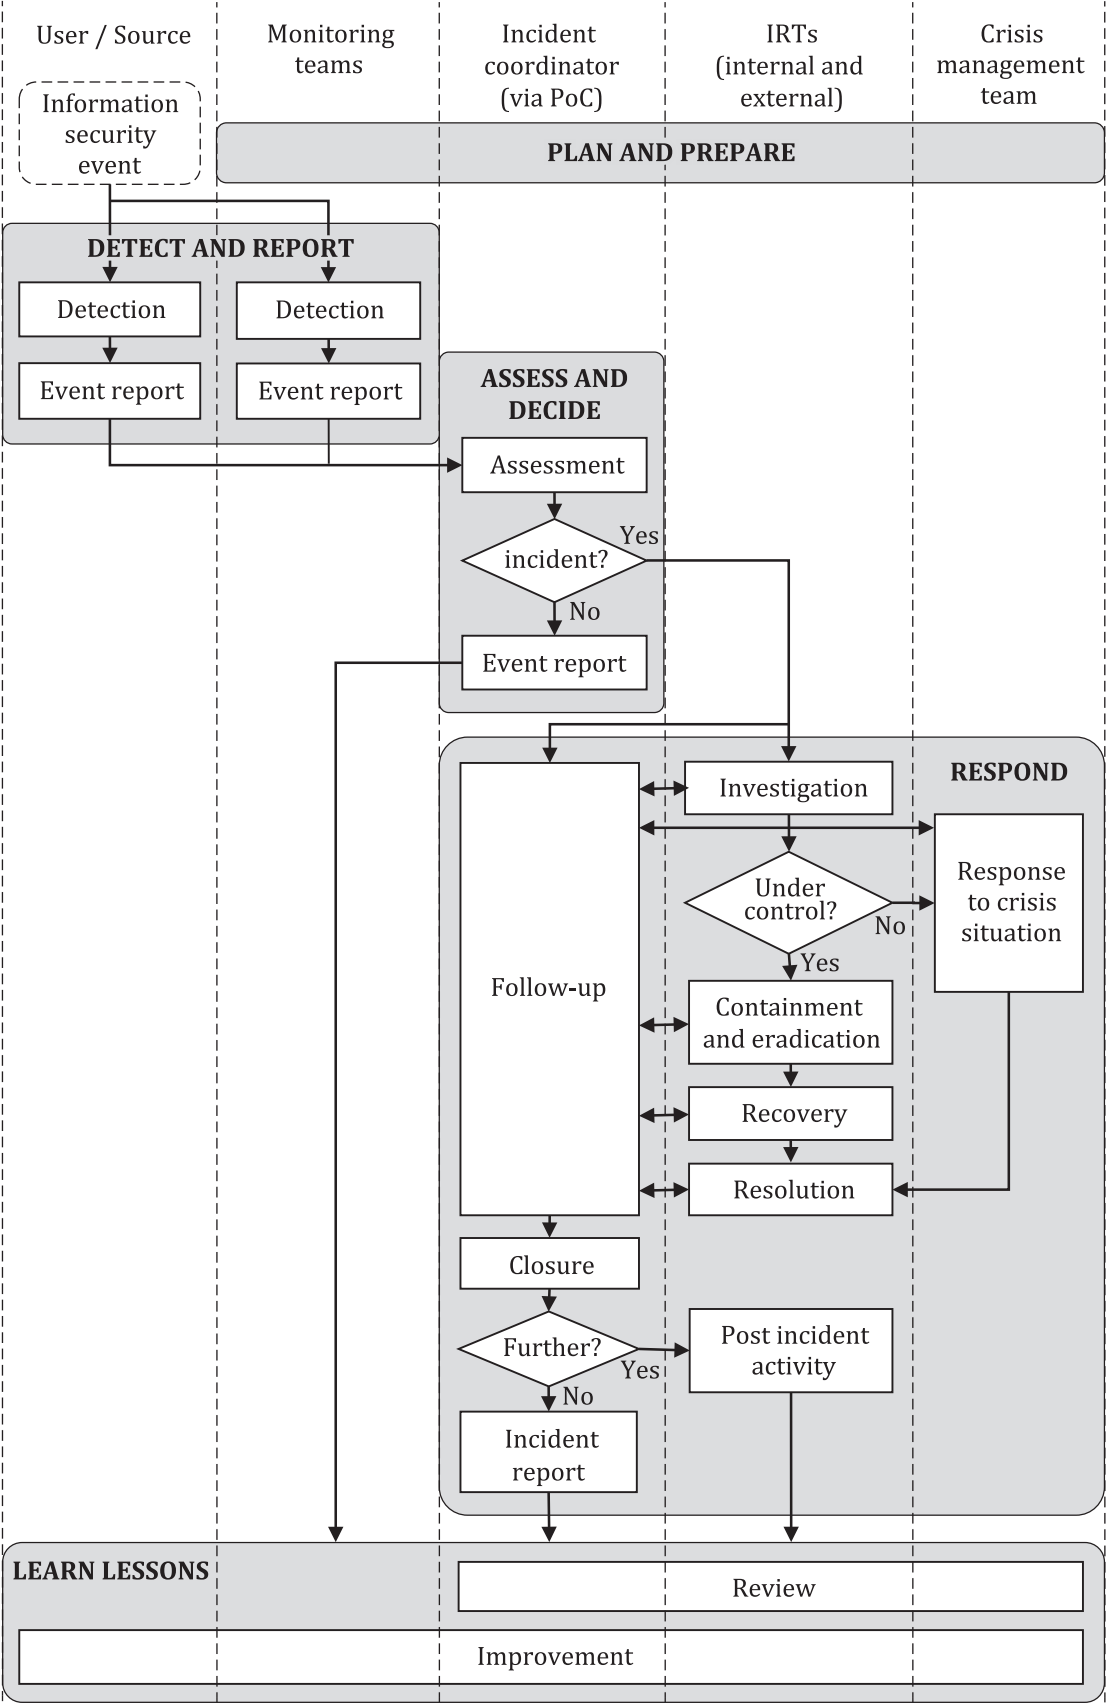 User / Source
Monitoring
teams
Incident
coordinator
(via PoC)
IRTs
(internal and
external)
Crisis
management
team
Information
security
event
PLAN AND PREPARE
DETECT AND REPORT
Detection
Detection
Event report
Event report
ASSESS AND
DECIDE
Assessment
incident?
Yes
No
Event report
RESPOND
Investigation
Under
control?
No
Yes
Response
to crisis
situation
Follow-up
Containment
and eradication
Recovery
Resolution
Closure
Further?
Yes
No
Post incident
activity
Incident
report
LEARN LESSONS
Review
Improvement